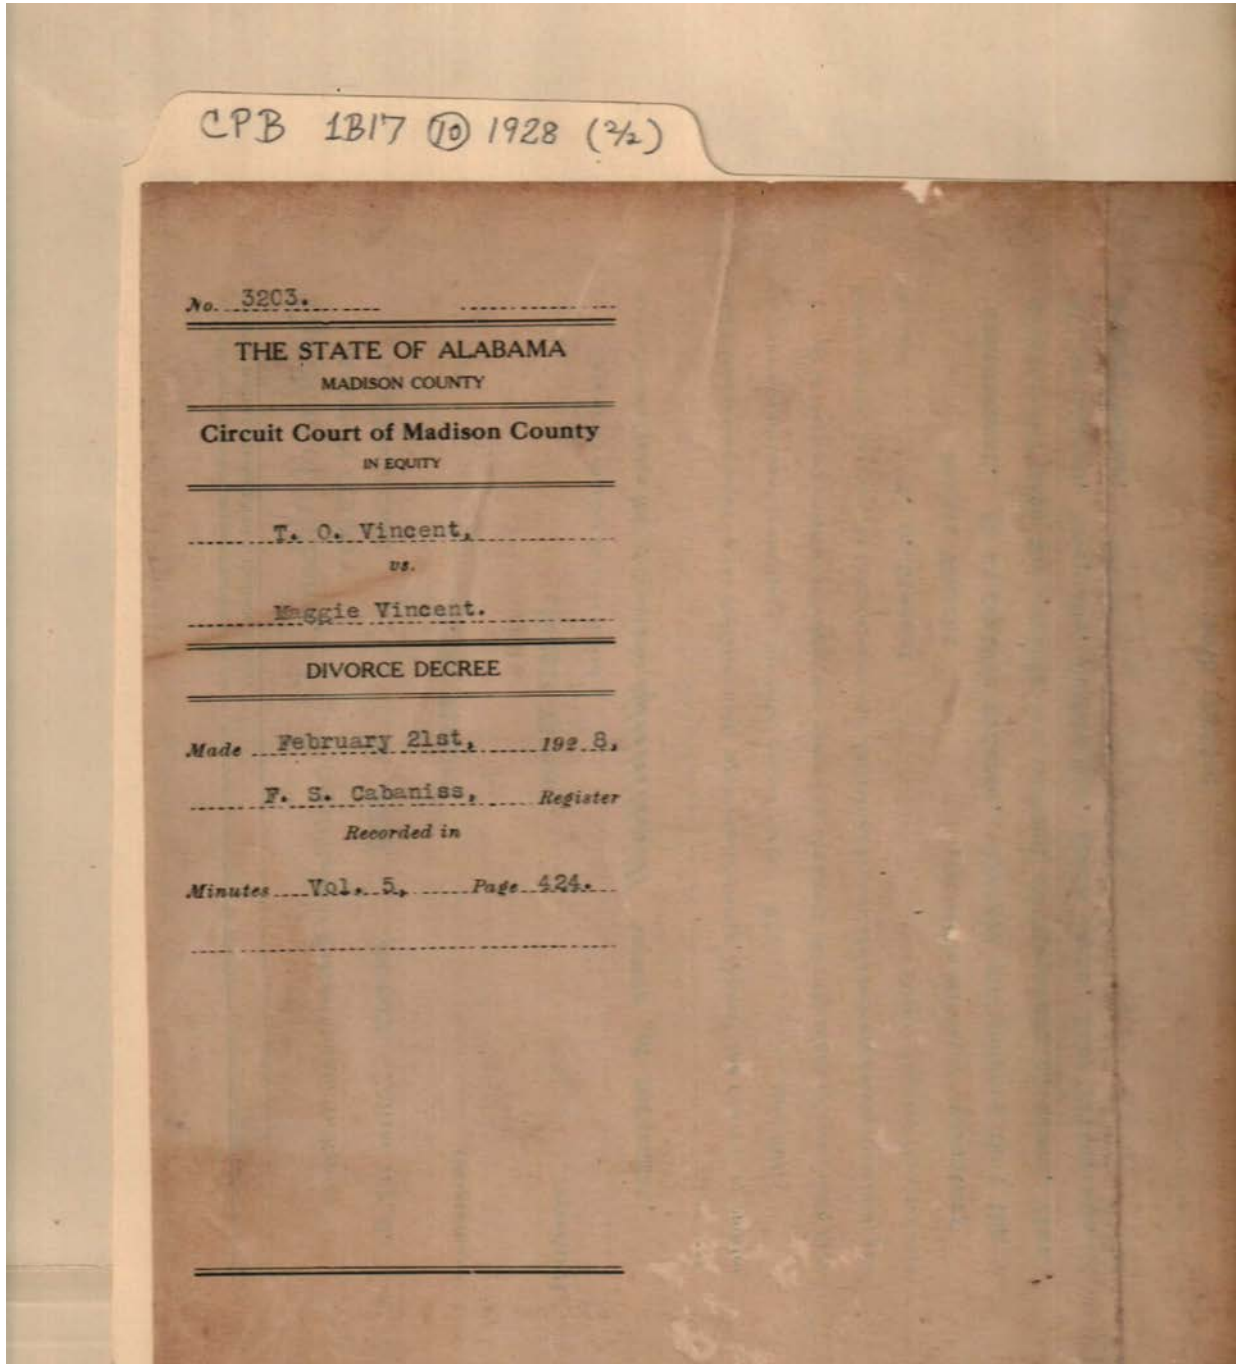 CPB 1B17 (10) 1928 (2/2)
No. 3203.
THE STATE OF ALABAMA
MADISON COUNTY
Circuit Court of Madison County
IN EQUITY
T. O. Vincent,
vs.
Maggie Vincent.
DIVORCE DECREE
Made February 21st, 192 8,
F. S. Cabaniss, Register
Recorded in
Minutes Vol. 5, Page 424.